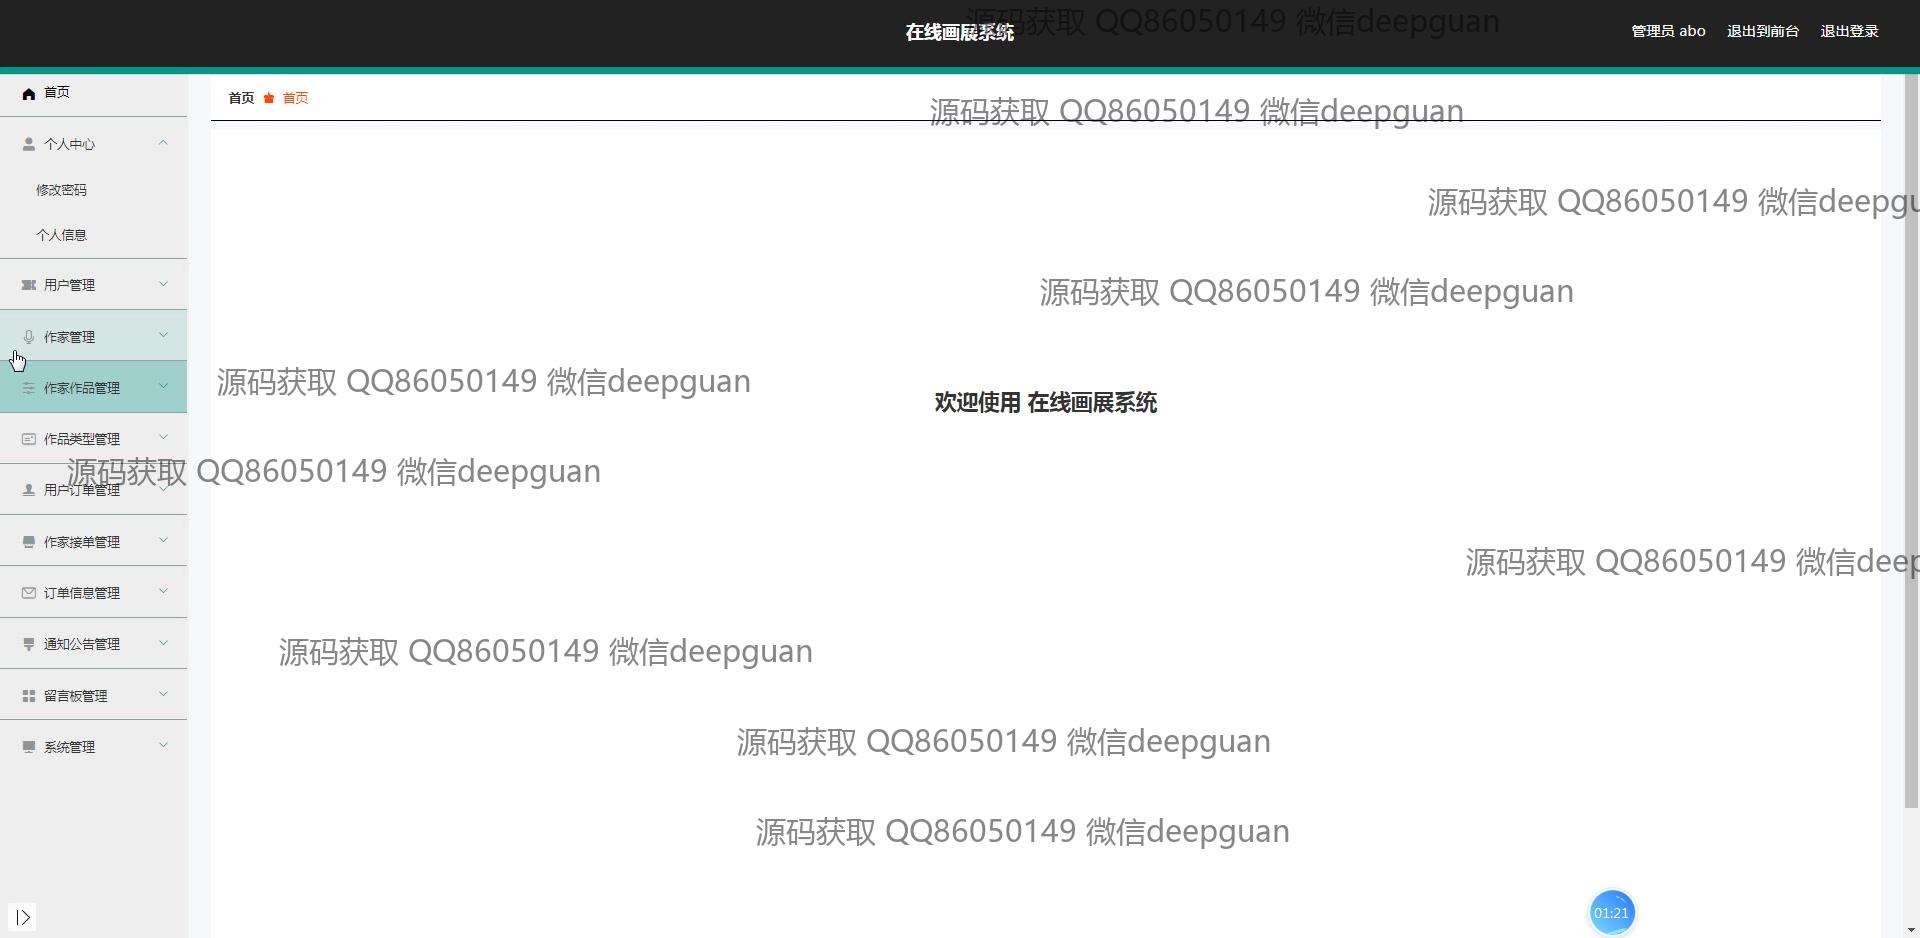 在线画展系统
源码获取 QQ86050149 微信deepguan
管理员 abo 退出到前台 退出登录
首页
首页 首页
源码获取 QQ86050149 微信deepguan
个人中心
修改密码
源码获取 QQ86050149 微信deepgu
个人信息
用户管理
源码获取 QQ86050149 微信deepguan
作家管理
作家作品管理
源码获取 QQ86050149 微信deepguan
欢迎使用 在线画展系统
作品类型管理
源码获取 QQ86050149 微信deepguan
用户订单管理
作家接单管理
源码获取 QQ86050149 微信deep
订单信息管理
通知公告管理
源码获取 QQ86050149 微信deepguan
留言板管理
系统管理
源码获取 QQ86050149 微信deepguan
源码获取 QQ86050149 微信deepguan
01:21